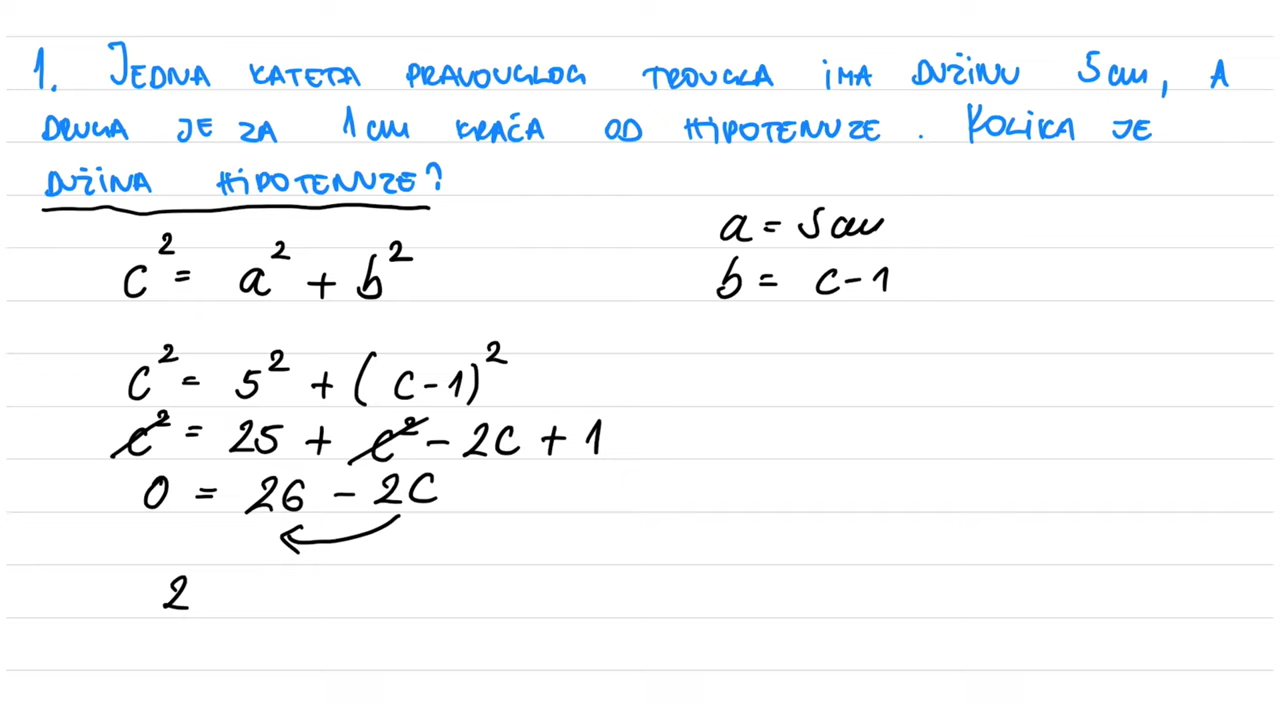 1. JEDNA KATETA PRAVOUGLOG TROUGLA IMA DUŽINU 5cm, A
DRUGA JE ZA 1cm KRAĆA OD HIPOTENUZE. KOLIKA JE
DUŽINA HIPOTENUZE?
a = 5cm
c² = a² + b²
b = c-1
c² = 5² + (c-1)²
c² = 25 + c² - 2c + 1
0 = 26 - 2c
2